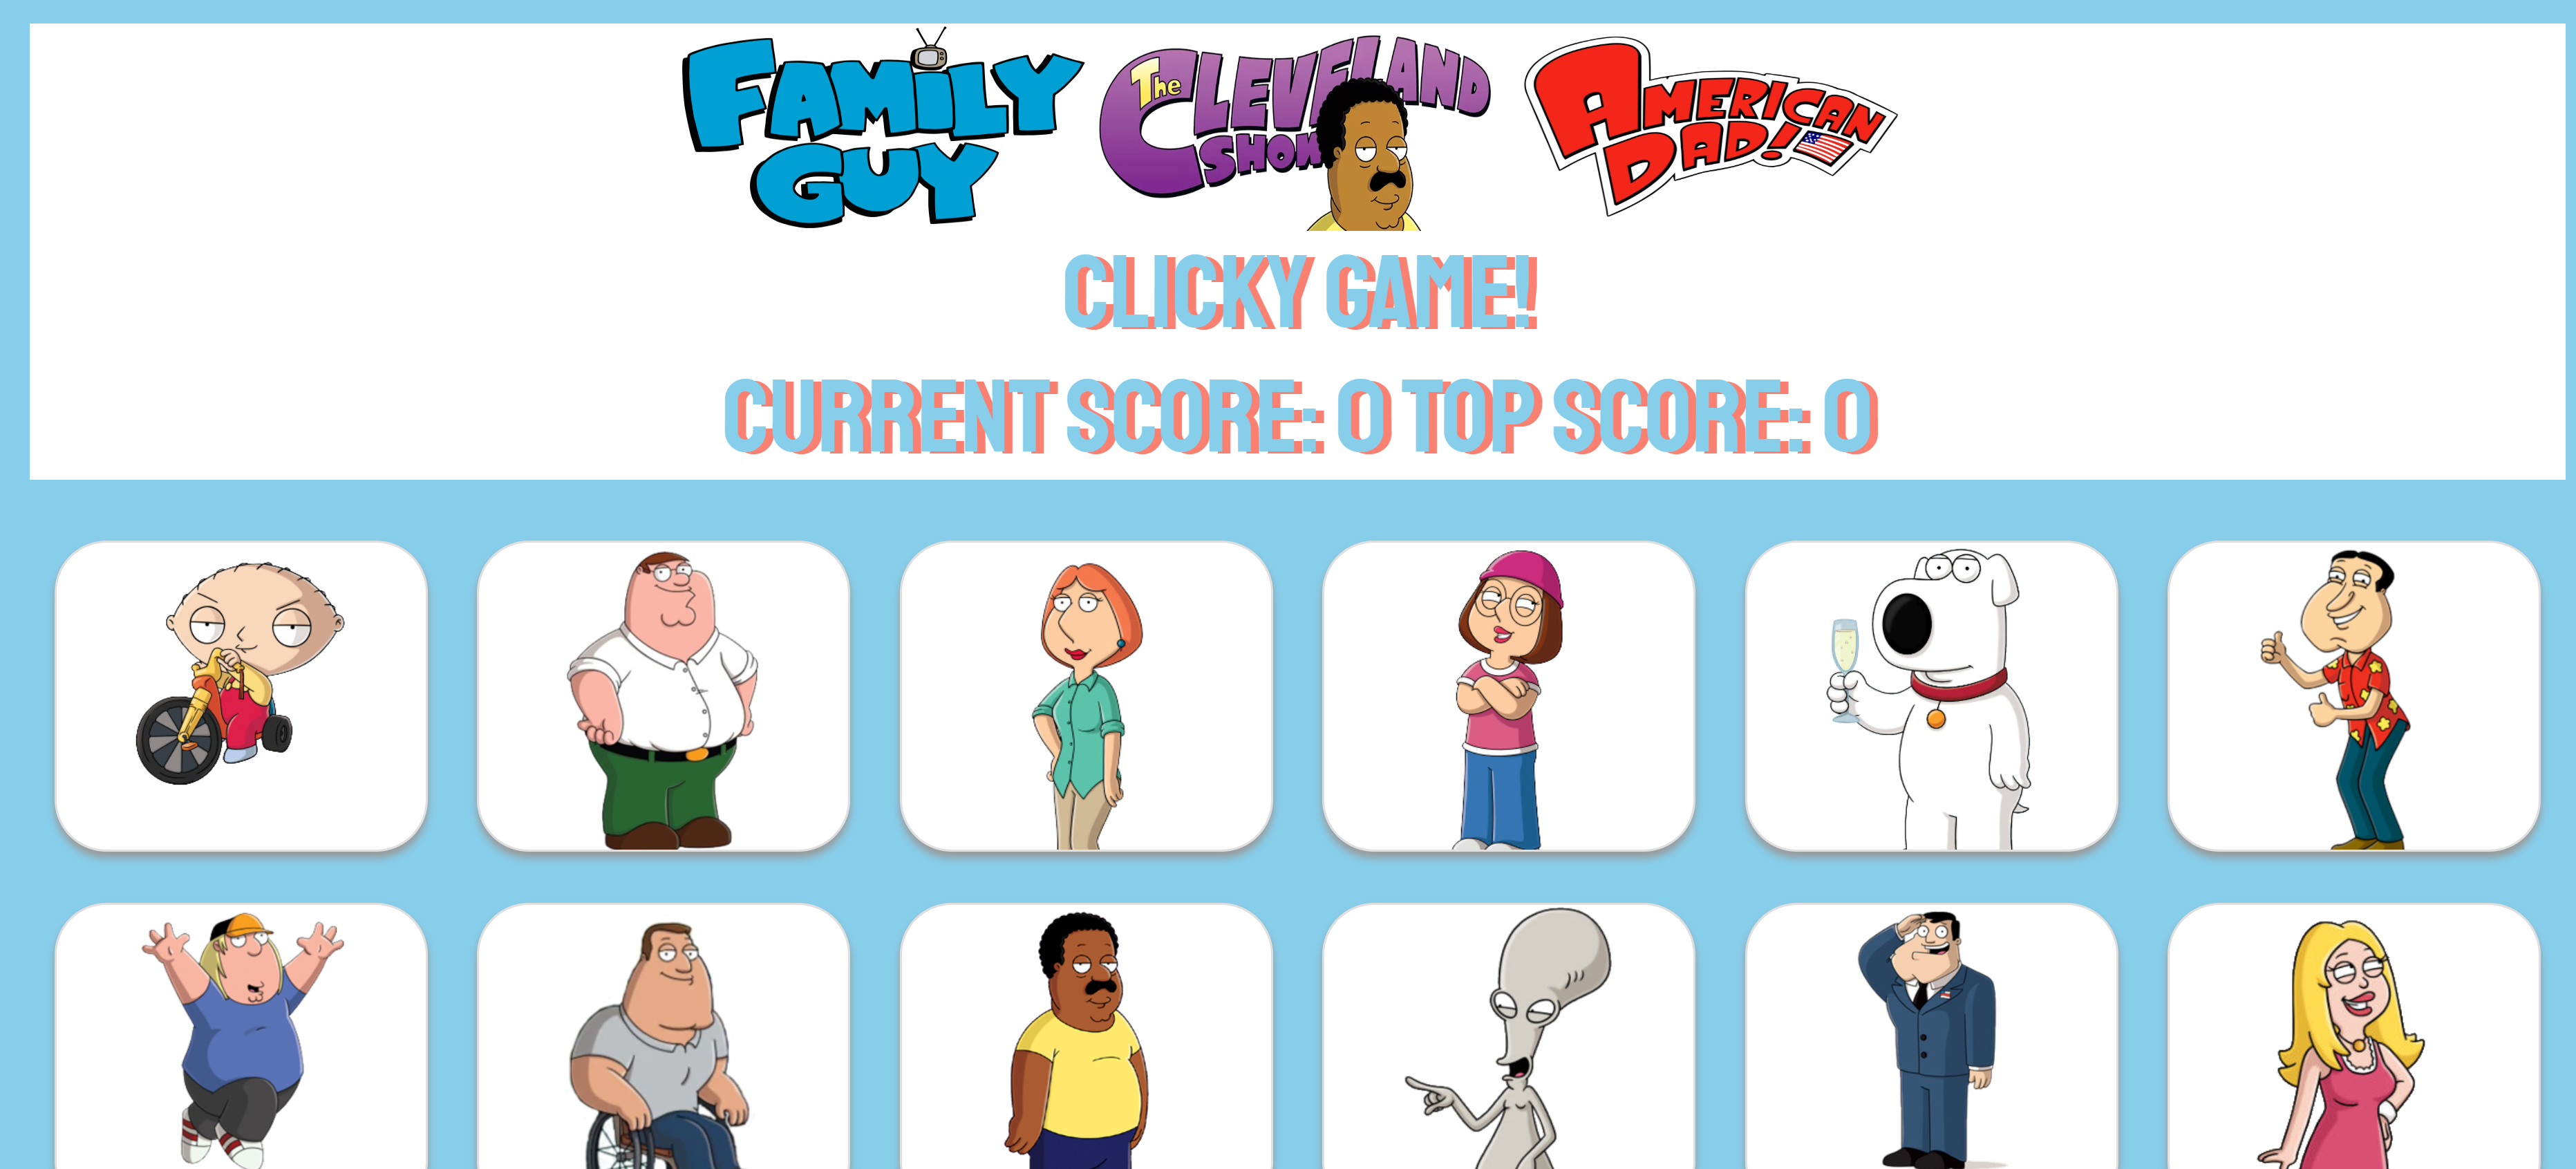 FAMILY GUY
The CLEVELAND SHOW
AMERICAN DAD!
CLICKY GAME!
CURRENT SCORE: 0 TOP SCORE: 0